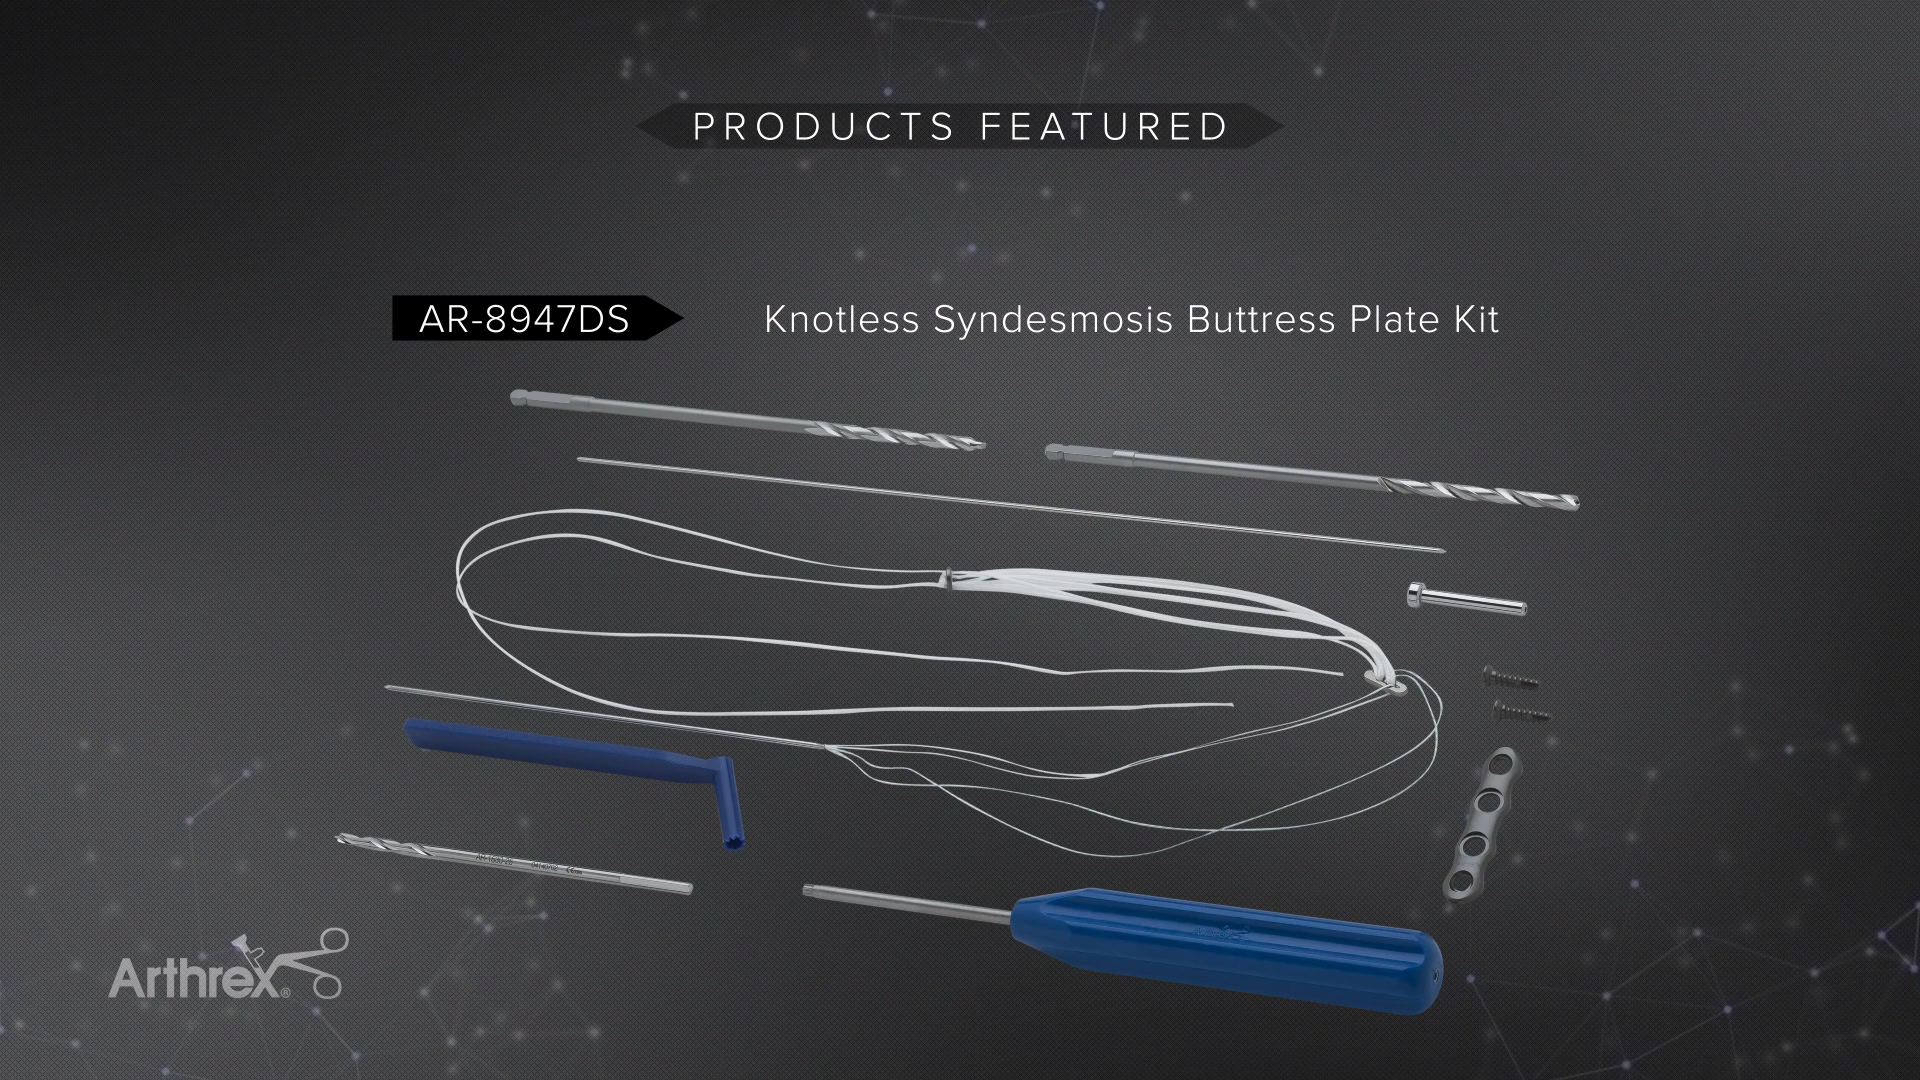 PRODUCTS FEATURED
AR-8947DS
Knotless Syndesmosis Buttress Plate Kit
Arthrex®